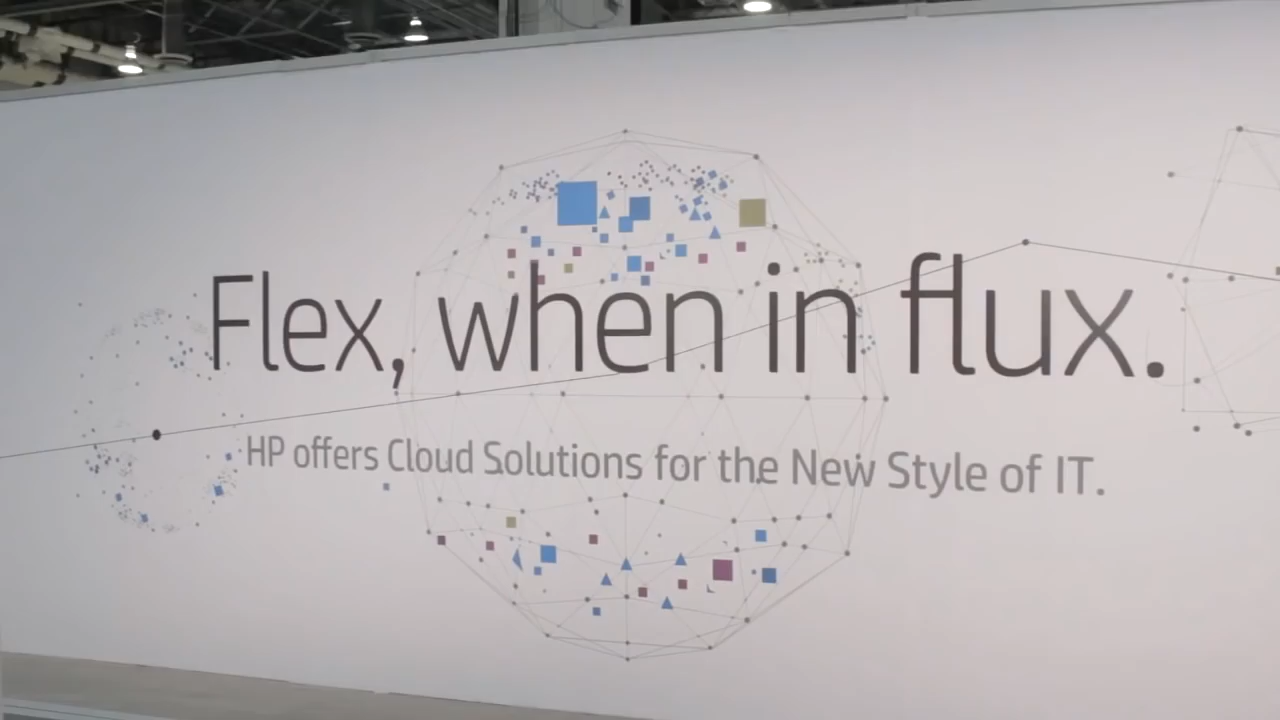 Flex, when in flux.
HP offers Cloud Solutions for the New Style of IT.